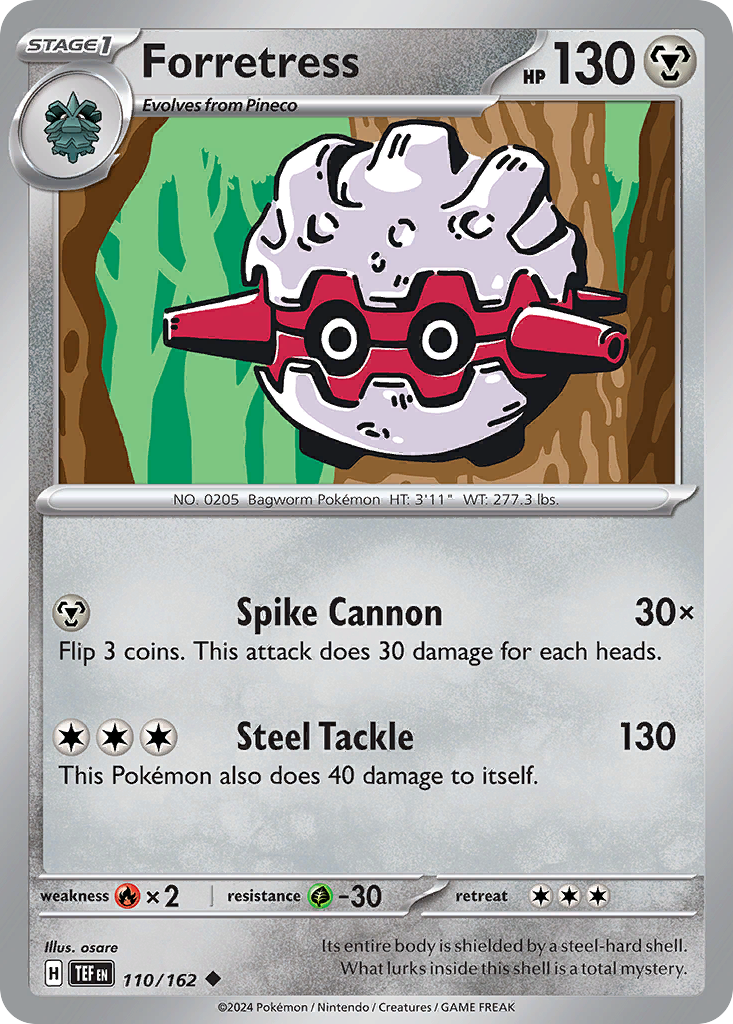 STAGE1
Forretress
HP 130
Evolves from Pineco
NO. 0205 Bagworm Pokémon HT: 3'11" WT: 277.3 lbs.
Spike Cannon 30×
Flip 3 coins. This attack does 30 damage for each heads.
Steel Tackle 130
This Pokémon also does 40 damage to itself.
weakness ×2 resistance -30 retreat
Illus. osare
Its entire body is shielded by a steel-hard shell.
What lurks inside this shell is a total mystery.
H TEF EN 110/162
©2024 Pokémon / Nintendo / Creatures / GAME FREAK